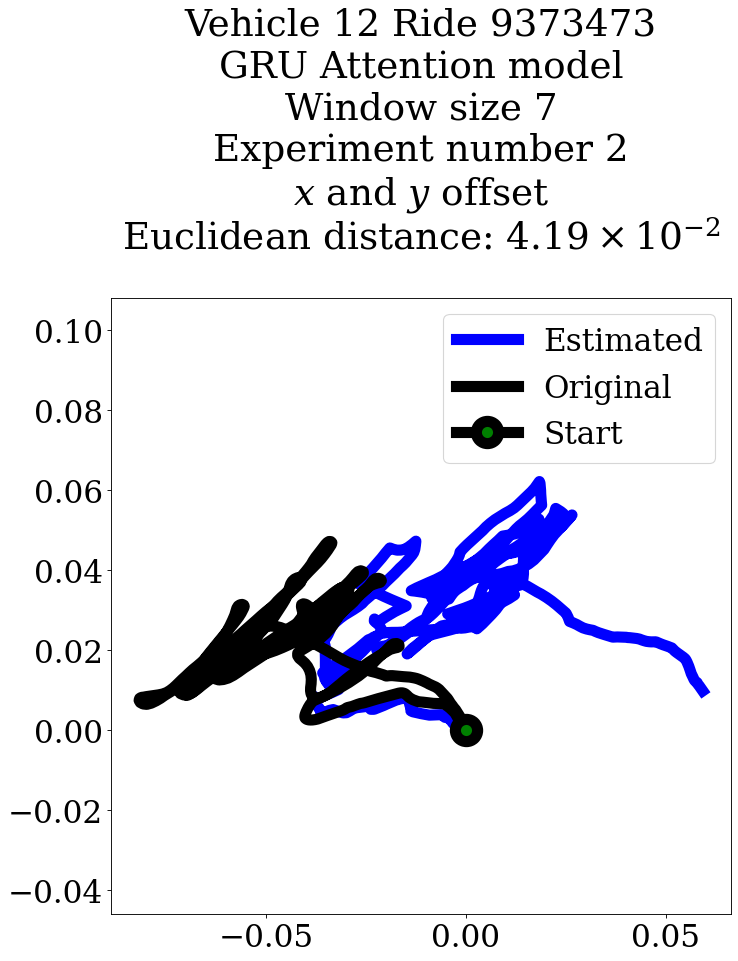 Vehicle 12 Ride 9373473
GRU Attention model
Window size 7
Experiment number 2
x and y offset
Euclidean distance: 4.19 × 10⁻²
Estimated
Original
Start
0.10
0.08
0.06
0.04
0.02
0.00
−0.02
−0.04
−0.05
0.00
0.05